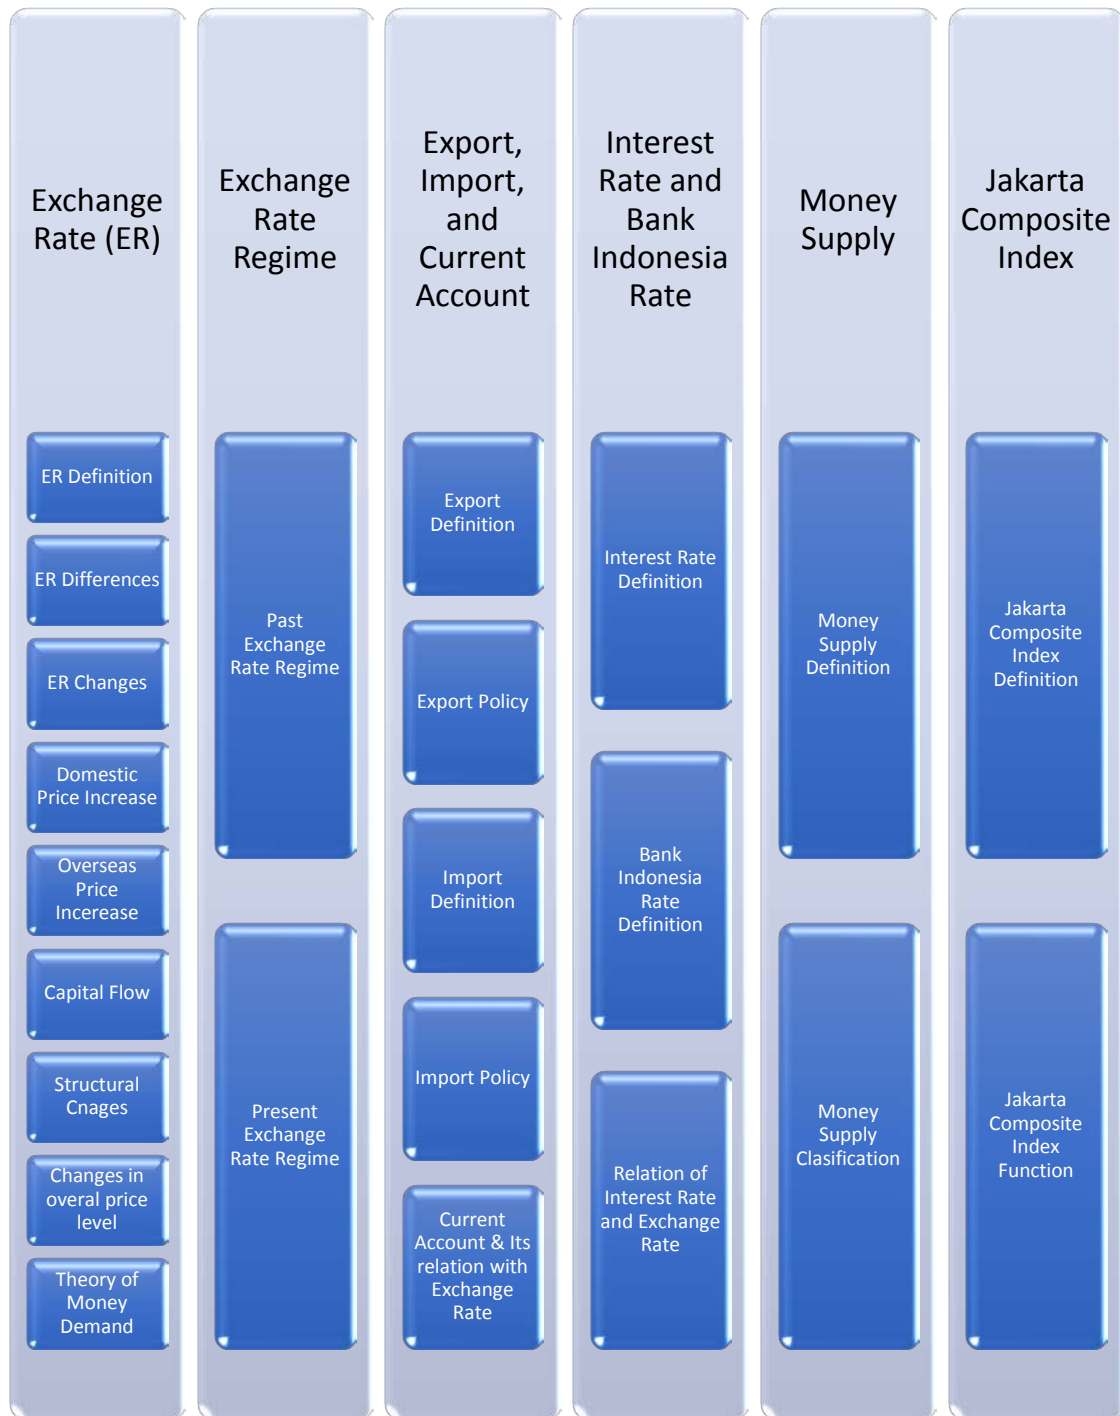 Exchange
Rate (ER)
ER Definition
ER Differences
ER Changes
Domestic
Price Increase
Overseas
Price
Incerease
Capital Flow
Structural
Cnages
Changes in
overal price
level
Theory of
Money
Demand
Exchange
Rate
Regime
Past
Exchange
Rate Regime
Present
Exchange
Rate Regime
Export,
Import,
and
Current
Account
Export
Definition
Export Policy
Import
Definition
Import Policy
Current
Account & Its
relation with
Exchange
Rate
Interest
Rate and
Bank
Indonesia
Rate
Interest Rate
Definition
Bank
Indonesia
Rate
Definition
Relation of
Interest Rate
and Exchange
Rate
Money
Supply
Money
Supply
Definition
Money
Supply
Clasification
Jakarta
Composite
Index
Jakarta
Composite
Index
Definition
Jakarta
Composite
Index
Function